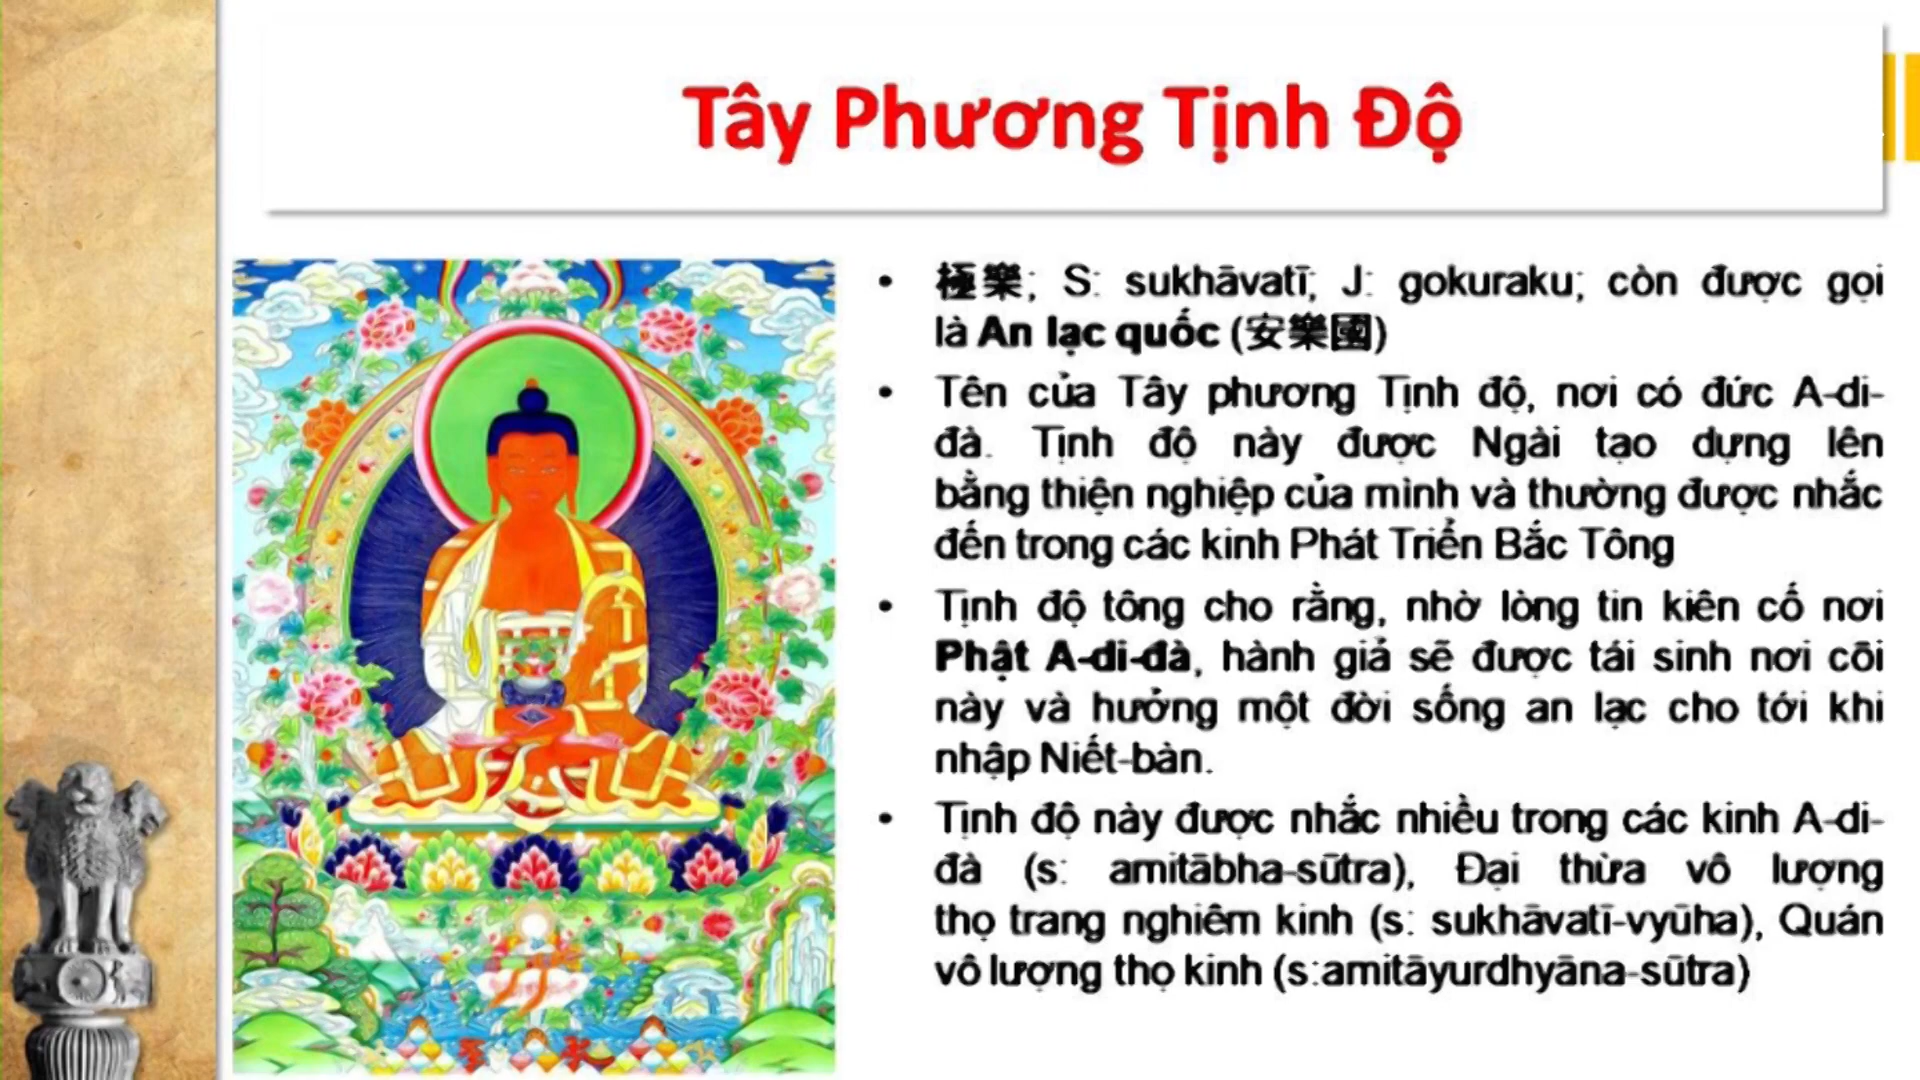 Tây Phương Tịnh Độ
• 極樂; S: sukhāvatī; J: gokuraku; còn được gọi
là An lạc quốc (安樂國)
• Tên của Tây phương Tịnh độ, nơi có đức A-di-
đà. Tịnh độ này được Ngài tạo dựng lên
bằng thiện nghiệp của mình và thường được nhắc
đến trong các kinh Phát Triển Bắc Tông
• Tịnh độ tông cho rằng, nhờ lòng tin kiên cố nơi
Phật A-di-đà, hành giả sẽ được tái sinh nơi cõi
này và hưởng một đời sống an lạc cho tới khi
nhập Niết-bàn.
• Tịnh độ này được nhắc nhiều trong các kinh A-di-
đà (s: amitābha-sūtra), Đại thừa vô lượng
thọ trang nghiêm kinh (s: sukhāvatī-vyūha), Quán
vô lượng thọ kinh (s:amitāyurdhyāna-sūtra)